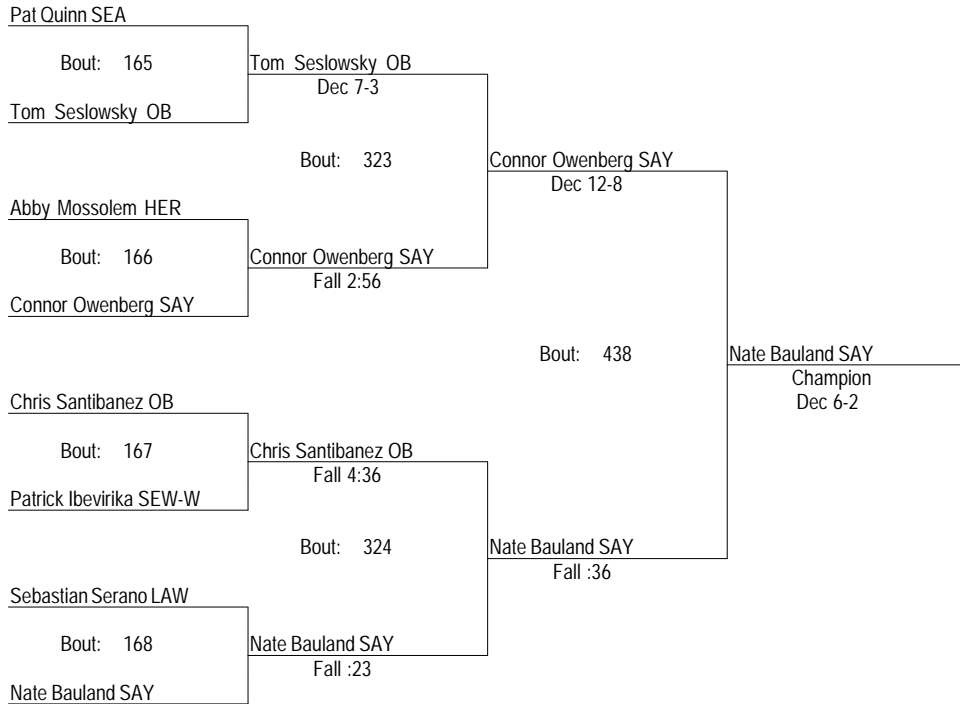 Pat Quinn SEA
Bout: 165
Tom Seslowsky OB
Dec 7-3
Tom Seslowsky OB
Bout: 323
Connor Owenberg SAY
Dec 12-8
Abby Mossolem HER
Bout: 166
Connor Owenberg SAY
Fall 2:56
Connor Owenberg SAY
Bout: 438
Nate Bauland SAY
Champion
Dec 6-2
Chris Santibanez OB
Bout: 167
Chris Santibanez OB
Fall 4:36
Patrick Ibevirika SEW-W
Bout: 324
Nate Bauland SAY
Fall :36
Sebastian Serano LAW
Bout: 168
Nate Bauland SAY
Fall :23
Nate Bauland SAY